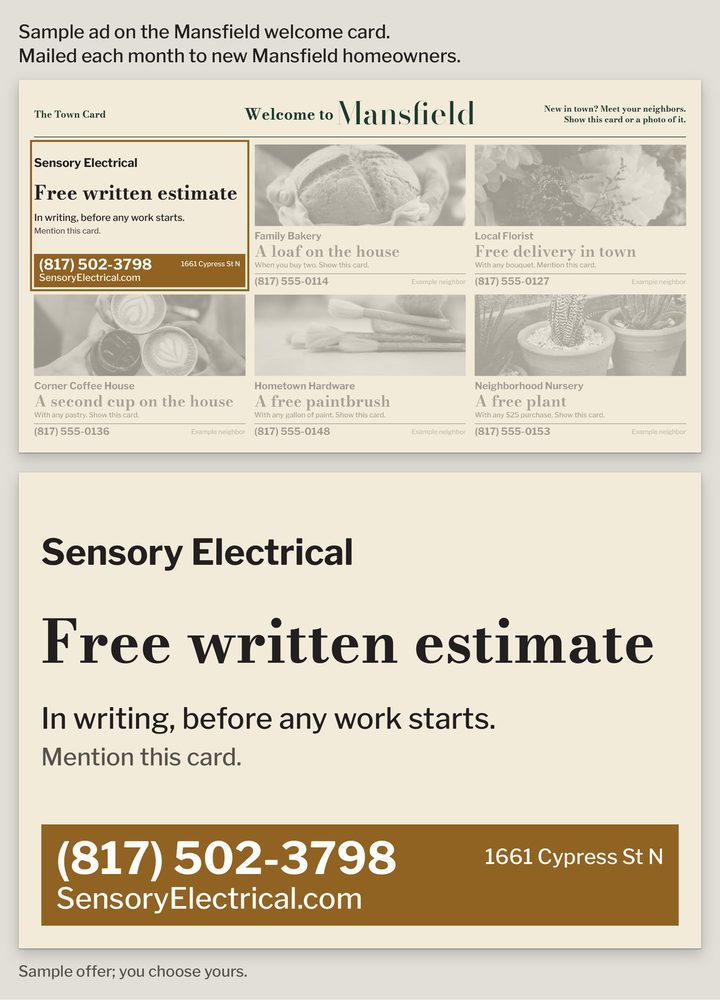 Sample ad on the Mansfield welcome card.
Mailed each month to new Mansfield homeowners.
The Town Card
Welcome to Mansfield
New in town? Meet your neighbors.
Show this card or a photo of it.
Sensory Electrical
Free written estimate
In writing, before any work starts.
Mention this card.
(817) 502-3798
1661 Cypress St N
SensoryElectrical.com
Family Bakery
A loaf on the house
When you buy two. Show this card.
(817) 555-0114
Example neighbor
Local Florist
Free delivery in town
With any bouquet. Mention this card.
(817) 555-0127
Example neighbor
Corner Coffee House
A second cup on the house
With any pastry. Show this card.
(817) 555-0136
Example neighbor
Hometown Hardware
A free paintbrush
With any gallon of paint. Show this card.
(817) 555-0148
Example neighbor
Neighborhood Nursery
A free plant
With any $25 purchase. Show this card.
(817) 555-0153
Example neighbor
Sensory Electrical
Free written estimate
In writing, before any work starts.
Mention this card.
(817) 502-3798
1661 Cypress St N
SensoryElectrical.com
Sample offer; you choose yours.